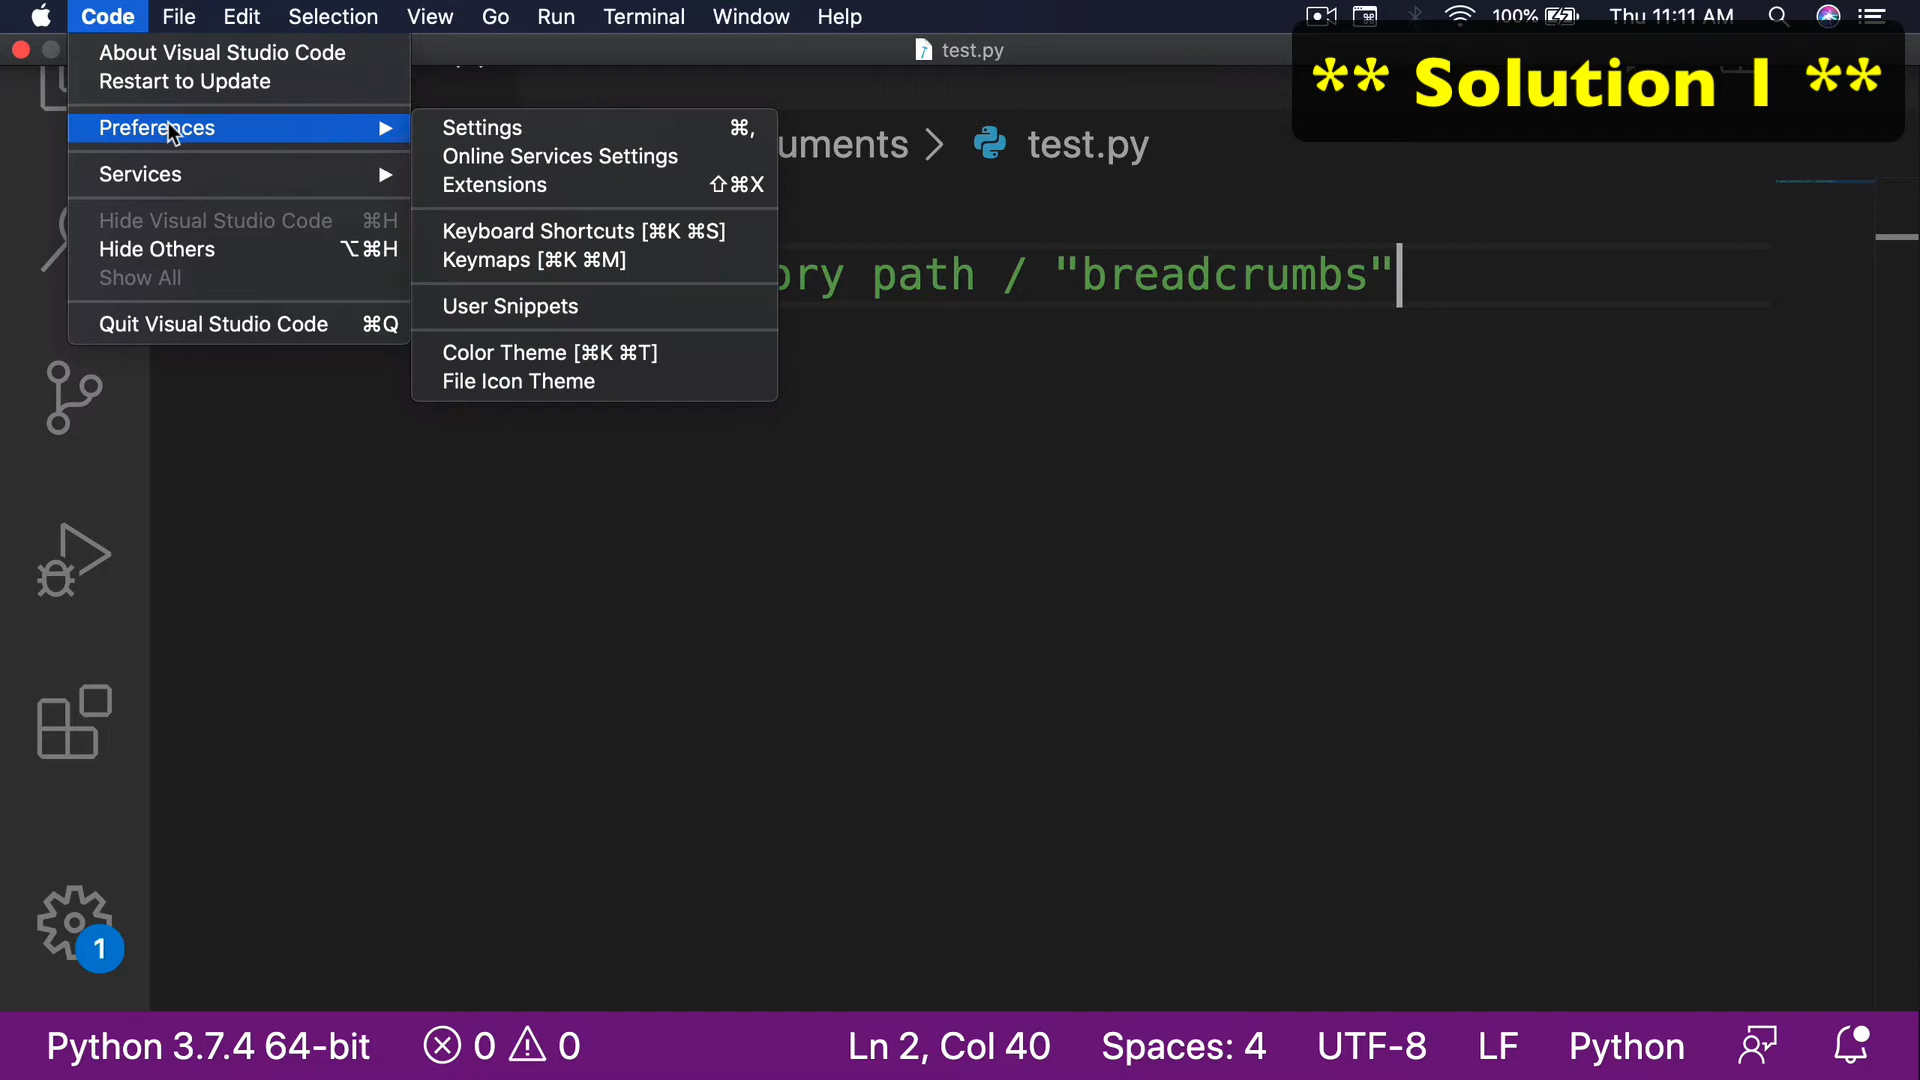 Code File Edit Selection View Go Run Terminal Window Help 100% Thu 11:11 AM
test.py
** Solution 1 **
About Visual Studio Code
Restart to Update
Preferences ▶
Services ▶
Hide Visual Studio Code ⌘H
Hide Others ⌥⌘H
Show All
Quit Visual Studio Code ⌘Q
Settings ⌘,
Online Services Settings
Extensions ⇧⌘X
Keyboard Shortcuts [⌘K ⌘S]
Keymaps [⌘K ⌘M]
User Snippets
Color Theme [⌘K ⌘T]
File Icon Theme
uments > test.py
ory path / "breadcrumbs"
1
Python 3.7.4 64-bit 0 0 Ln 2, Col 40 Spaces: 4 UTF-8 LF Python